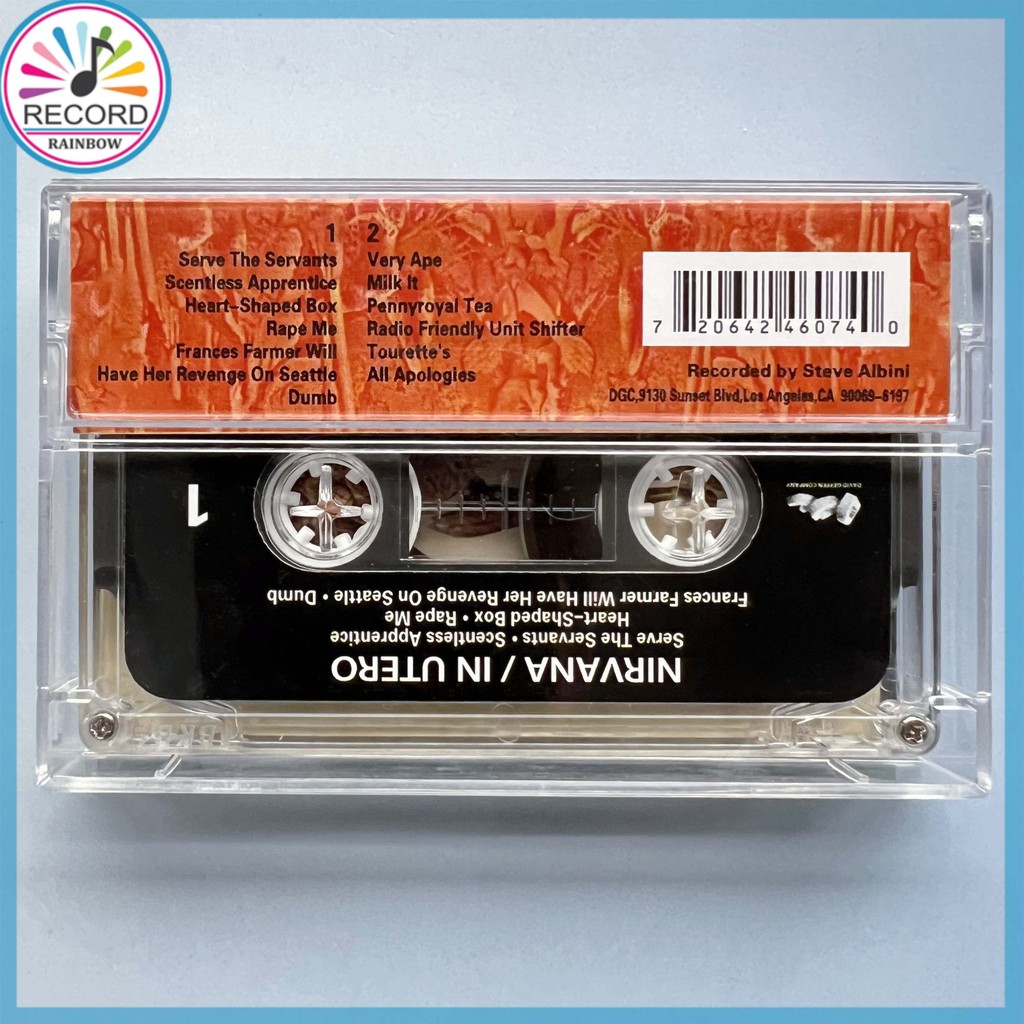 RECORD
RAINBOW
1
Serve The Servants
Scentless Apprentice
Heart-Shaped Box
Rape Me
Frances Farmer Will
Have Her Revenge On Seattle
Dumb
2
Very Ape
Milk It
Pennyroyal Tea
Radio Friendly Unit Shifter
Tourette's
All Apologies
7 20642 46074 0
Recorded by Steve Albini
DGC,9130 Sunset Blvd,Los Angeles,CA 90069-6197
NIRVANA / IN UTERO
Serve The Servants • Scentless Apprentice
Heart-Shaped Box • Rape Me
Frances Farmer Will Have Her Revenge On Seattle • Dumb
1
DAVID GEFFEN COMPANY